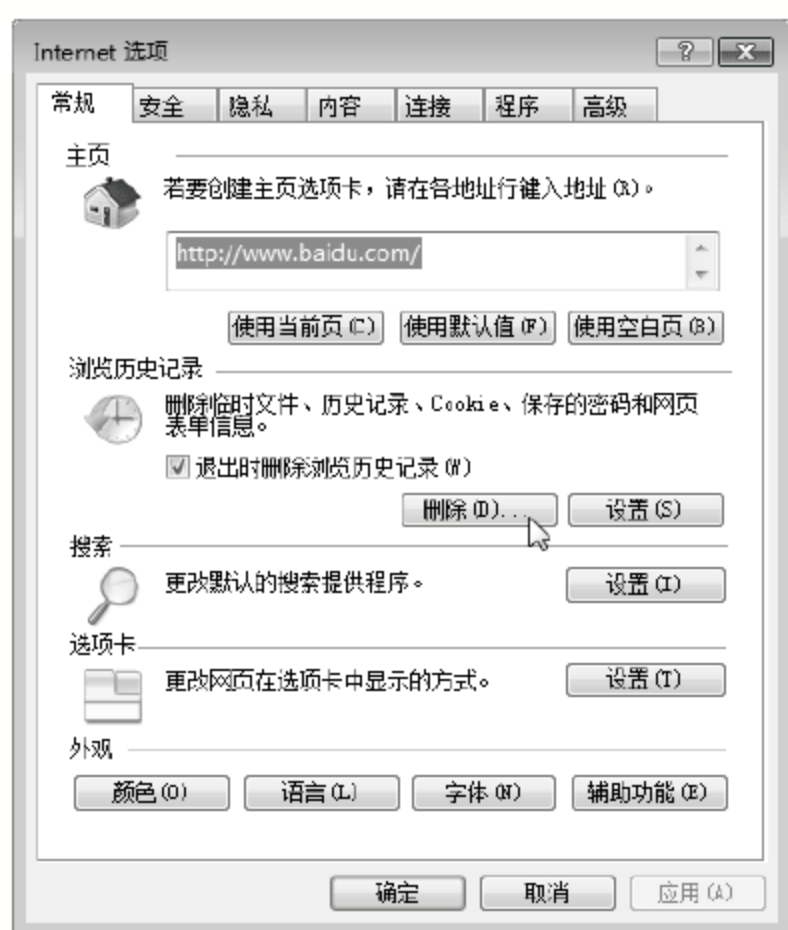 Internet 选项
常规 安全 隐私 内容 连接 程序 高级
主页
若要创建主页选项卡，请在各地址行键入地址(R)。
http://www.baidu.com/
使用当前页(C) 使用默认值(F) 使用空白页(B)
浏览历史记录
删除临时文件、历史记录、Cookie、保存的密码和网页
表单信息。
退出时删除浏览历史记录(W)
删除(D)... 设置(S)
搜索
更改默认的搜索提供程序。 设置(I)
选项卡
更改网页在选项卡中显示的方式。 设置(T)
外观
颜色(O) 语言(L) 字体(N) 辅助功能(E)
确定 取消 应用(A)